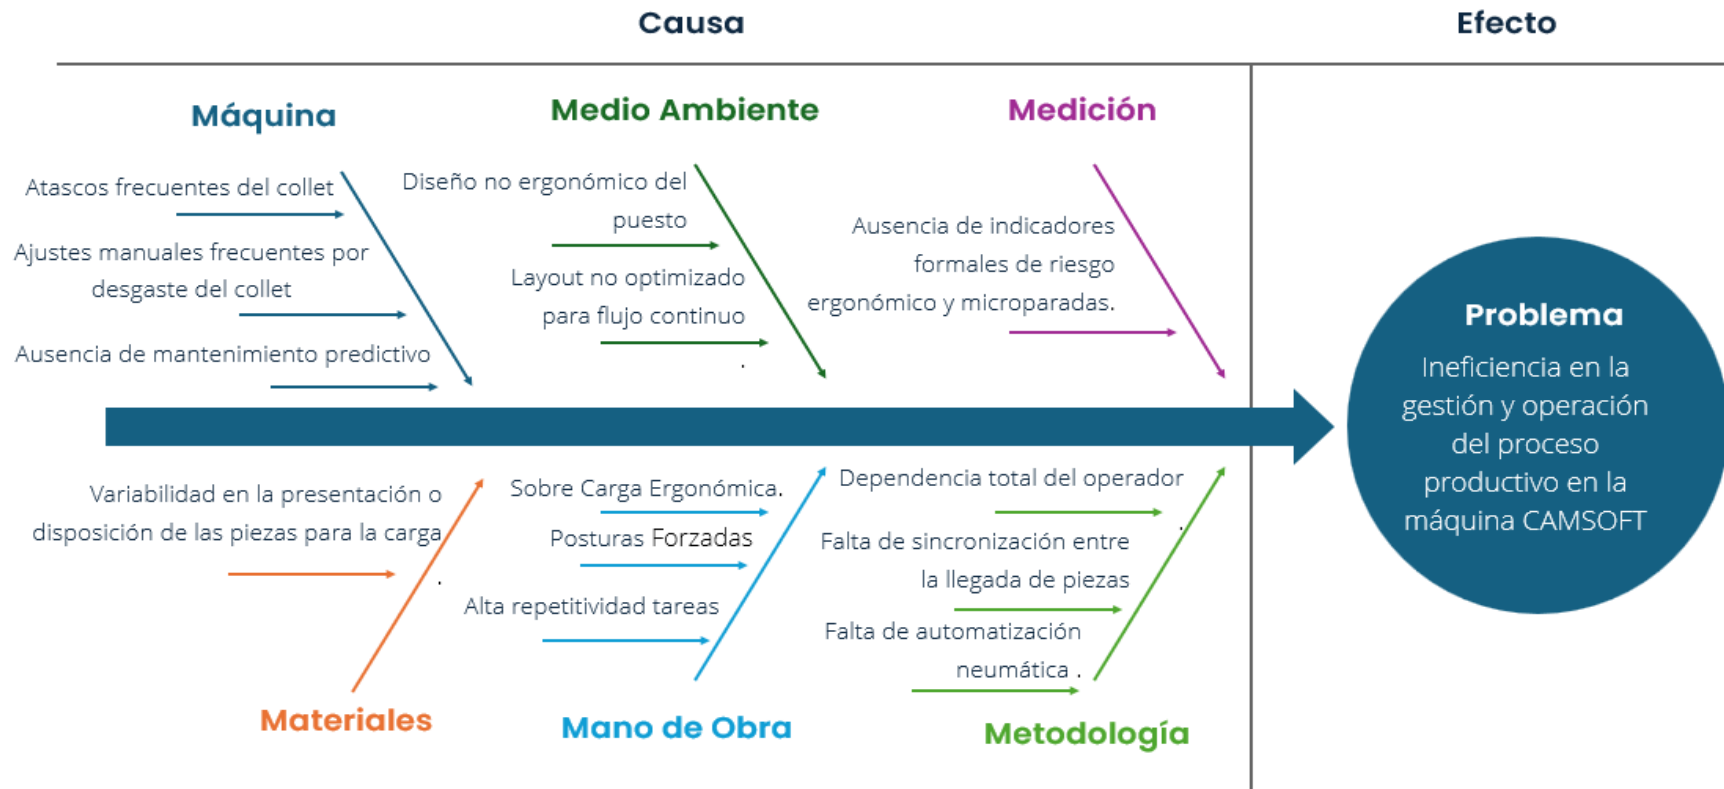 Causa
Efecto
Máquina
Medio Ambiente
Medición
Atascos frecuentes del collet
Ajustes manuales frecuentes por
desgaste del collet
Ausencia de mantenimiento predictivo
Diseño no ergonómico del
puesto
Layout no optimizado
para flujo continuo
.
Ausencia de indicadores
formales de riesgo
ergonómico y microparadas.
Problema
Ineficiencia en la
gestión y operación
del proceso
productivo en la
máquina CAMSOFT
Variabilidad en la presentación o
disposición de las piezas para la carga
.
Sobre Carga Ergonómica.
Posturas Forzadas
Alta repetitividad tareas
Dependencia total del operador
.
Falta de sincronización entre
la llegada de piezas
Falta de automatización
neumática .
Materiales
Mano de Obra
Metodología